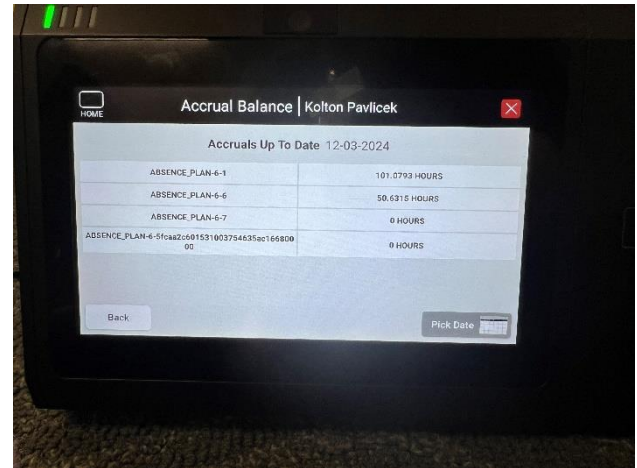 HOME
Accrual Balance | Kolton Pavlicek
Accruals Up To Date 12-03-2024
ABSENCE_PLAN-6-1 101.0793 HOURS
ABSENCE_PLAN-6-6 50.6315 HOURS
ABSENCE_PLAN-6-7 0 HOURS
ABSENCE_PLAN-6-5fcaa2c601531003754635ac166800
00 0 HOURS
Back
Pick Date